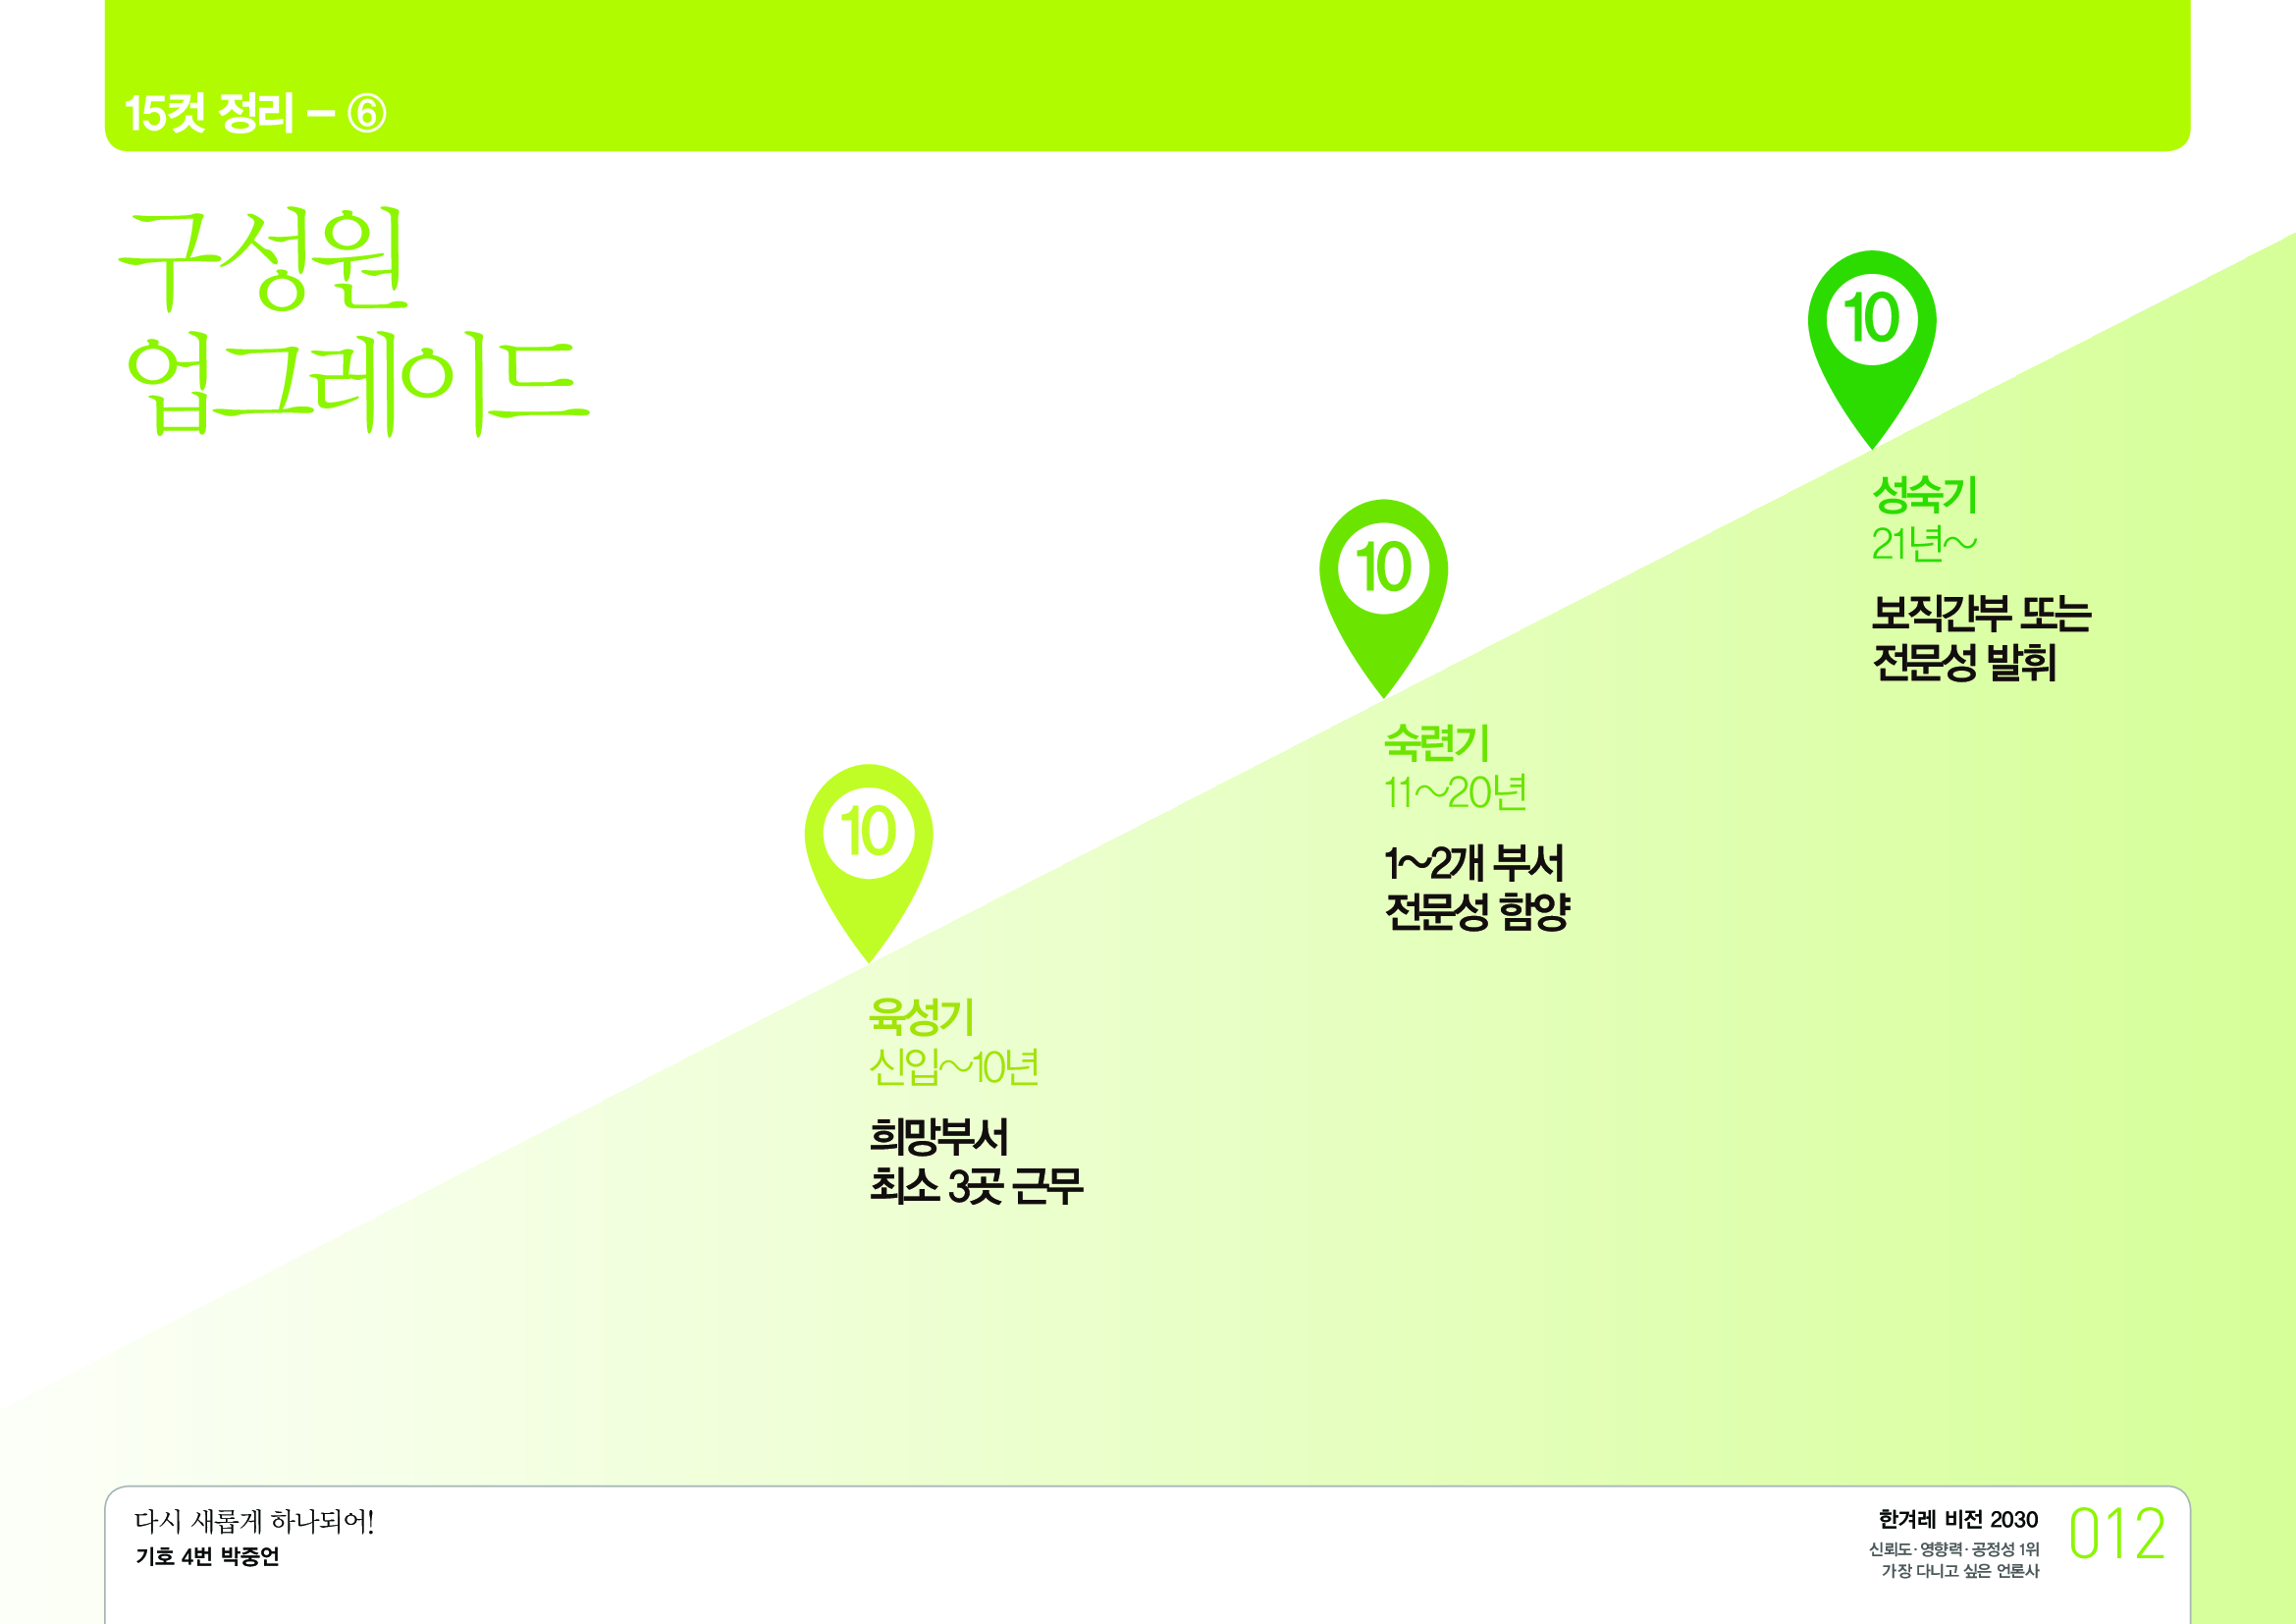 15컷 정리 – ⑥
구성원
업그레이드
10
성숙기
21년~
보직간부 또는
전문성 발휘
10
숙련기
11~20년
1~2개 부서
전문성 함양
10
육성기
신입~10년
희망부서
최소 3곳 근무
다시 새롭게 하나되어!
기호 4번 박중언
한겨레 비전 2030
신뢰도·영향력·공정성 1위
가장 다니고 싶은 언론사
012